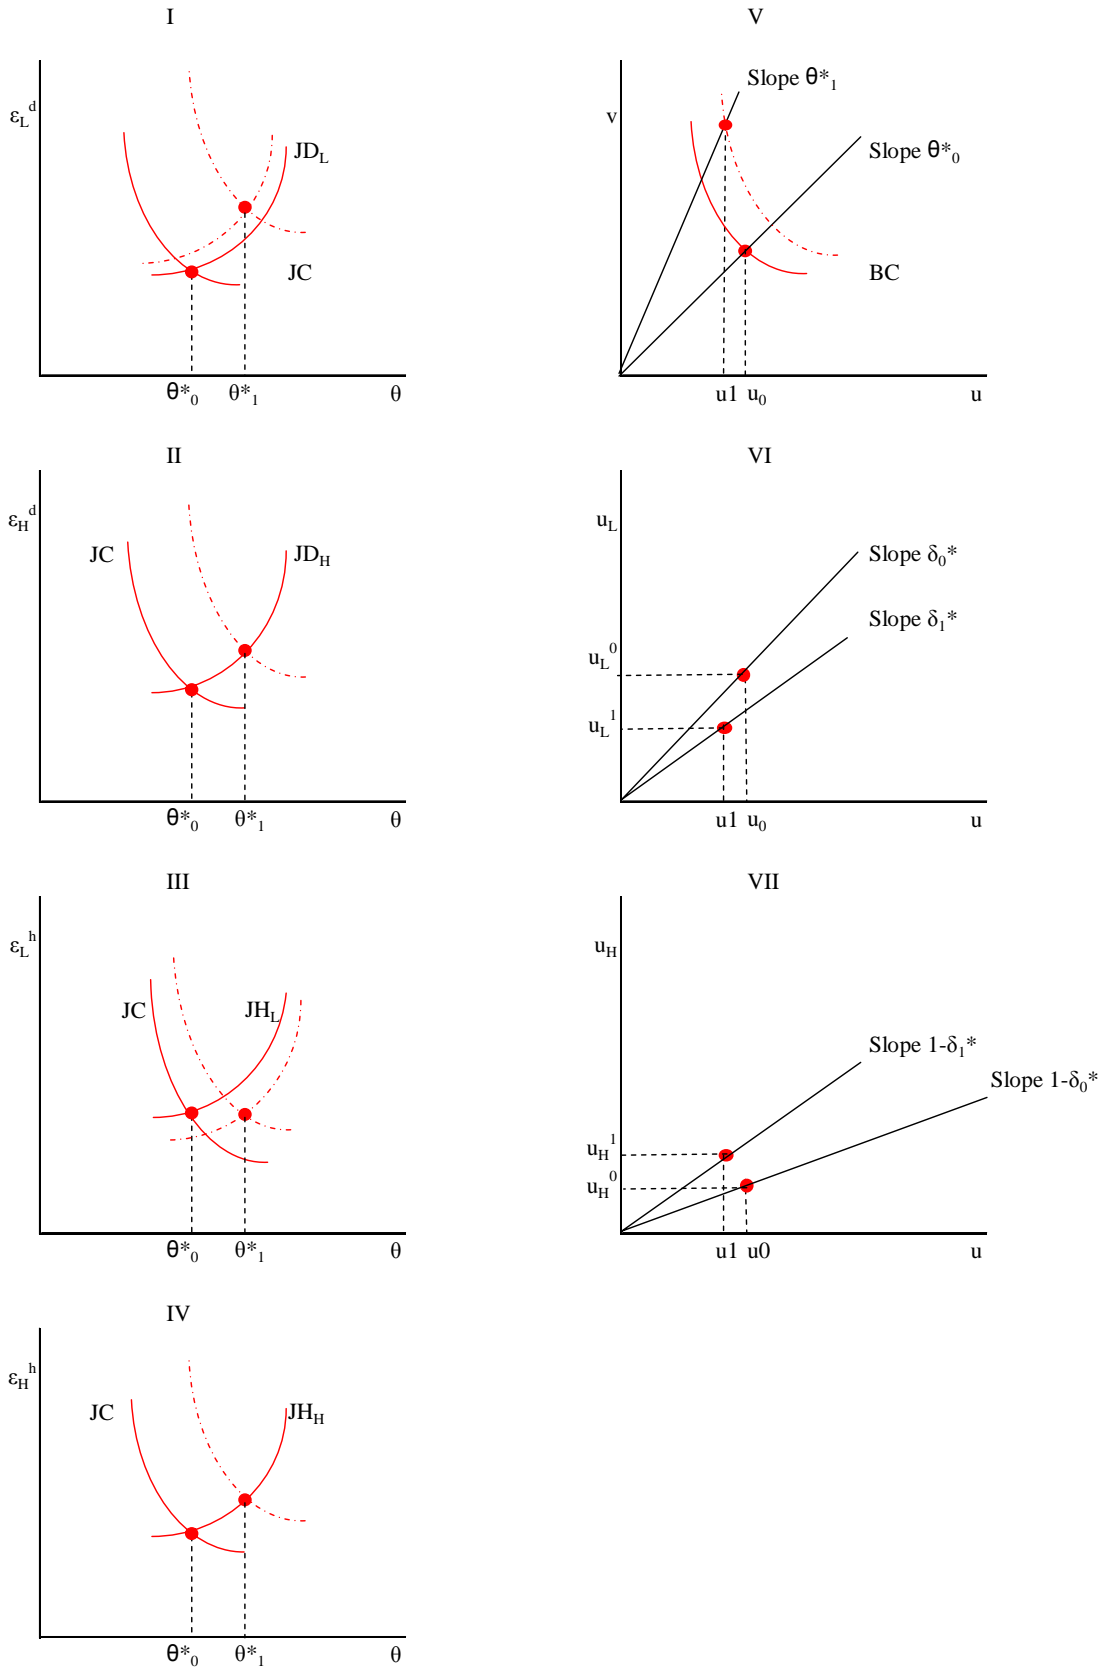 I
ε_L^d
JD_L
JC
θ*_0 θ*_1 θ
II
ε_H^d
JC
JD_H
θ*_0 θ*_1 θ
III
ε_L^h
JC
JH_L
θ*_0 θ*_1 θ
IV
ε_H^h
JC
JH_H
θ*_0 θ*_1 θ
V
Slope θ*_1
v
Slope θ*_0
BC
u1 u_0 u
VI
u_L
Slope δ_0*
Slope δ_1*
u_L^0
u_L^1
u1 u_0 u
VII
u_H
Slope 1-δ_1*
Slope 1-δ_0*
u_H^1
u_H^0
u1 u0 u